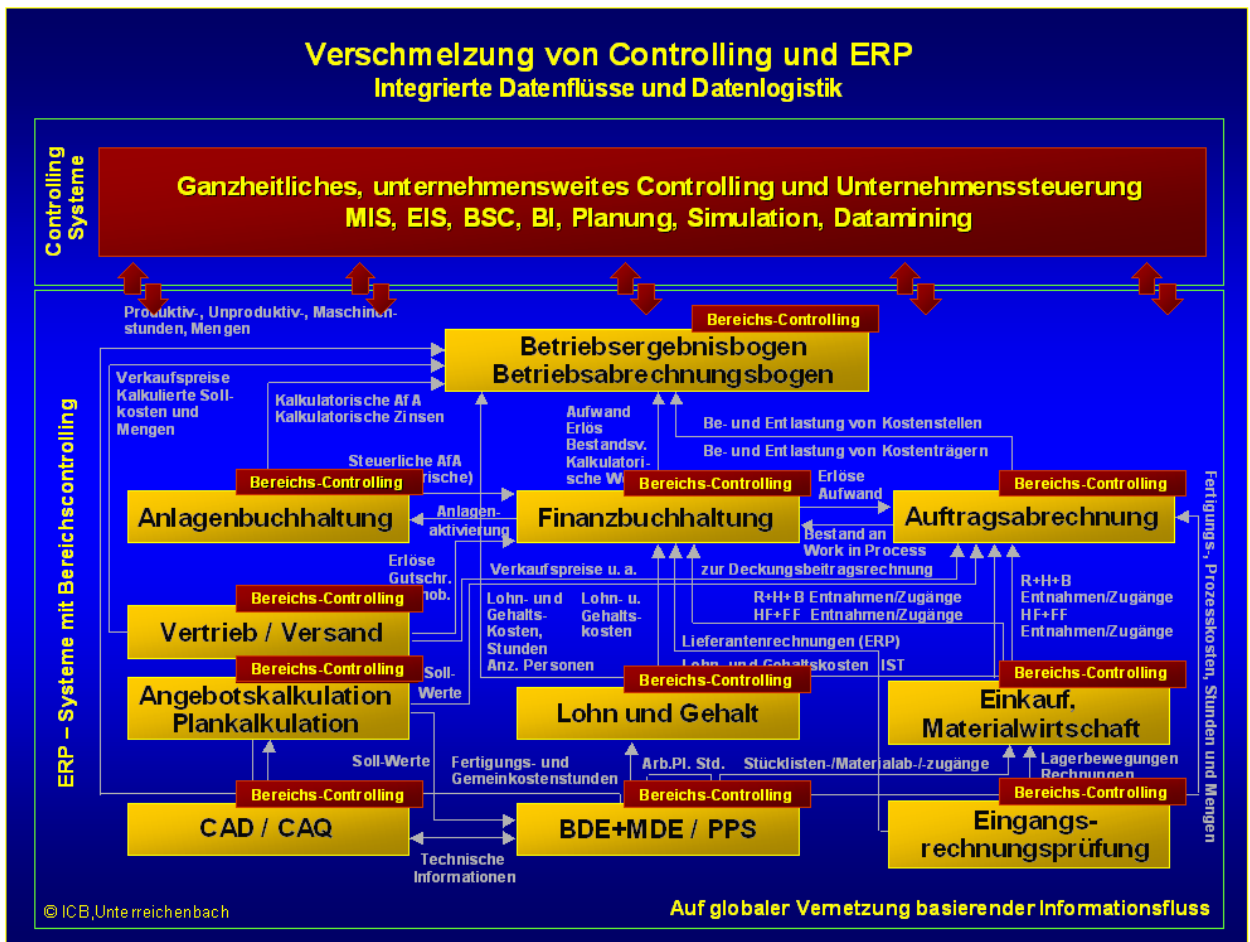 Verschmelzung von Controlling und ERP
Integrierte Datenflüsse und Datenlogistik
Controlling
Systeme
Ganzheitliches, unternehmensweites Controlling und Unternehmenssteuerung
MIS, EIS, BSC, BI, Planung, Simulation, Datamining
ERP – Systeme mit Bereichscontrolling
Produktiv-, Unproduktiv-, Maschinen-
stunden, Mengen
Bereichs-Controlling
Betriebsergebnisbogen
Betriebsabrechnungsbogen
Verkaufspreise
Kalkulierte Soll-
kosten und
Mengen
Kalkulatorische AfA
Kalkulatorische Zinsen
Aufwand
Erlös
Bestandsv.
Kalkulatori-
sche
Be- und Entlastung von Kostenstellen
Be- und Entlastung von Kostenträgern
Steuerliche AfA
Bereichs-Controlling
Anlagenbuchhaltung
Anlagen-
aktivierung
Bereichs-Controlling
Finanzbuchhaltung
Erlöse
Aufwand
Bestand an
Work in Process
Bereichs-Controlling
Auftragsabrechnung
Fertigungs-, Prozesskosten, Stunden und Mengen
Erlöse
Gutschr.
Verkaufspreise u. a.
zur Deckungsbeitragsrechnung
Bereichs-Controlling
Vertrieb / Versand
Lohn- und
Gehalts-
Kosten,
Stunden
Anz. Personen
Lohn- u.
Gehalts-
kosten
R+H+B Entnahmen/Zugänge
HF+FF Entnahmen/Zugänge
R+H+B
Entnahmen/Zugänge
HF+FF
Entnahmen/Zugänge
Lieferantenrechnungen (ERP)
Lohn- und Gehaltskosten IST
Bereichs-Controlling
Angebotskalkulation
Plankalkulation
Soll-
Werte
Bereichs-Controlling
Lohn und Gehalt
Bereichs-Controlling
Einkauf,
Materialwirtschaft
Soll-Werte
Fertigungs- und
Gemeinkostenstunden
Arb.Pl. Std.
Stücklisten-/Materialab-/-zugänge
Lagerbewegungen
Rechnungen
Bereichs-Controlling
CAD / CAQ
Technische
Informationen
Bereichs-Controlling
BDE+MDE / PPS
Bereichs-Controlling
Eingangs-
rechnungsprüfung
© ICB,Unterreichenbach
Auf globaler Vernetzung basierender Informationsfluss